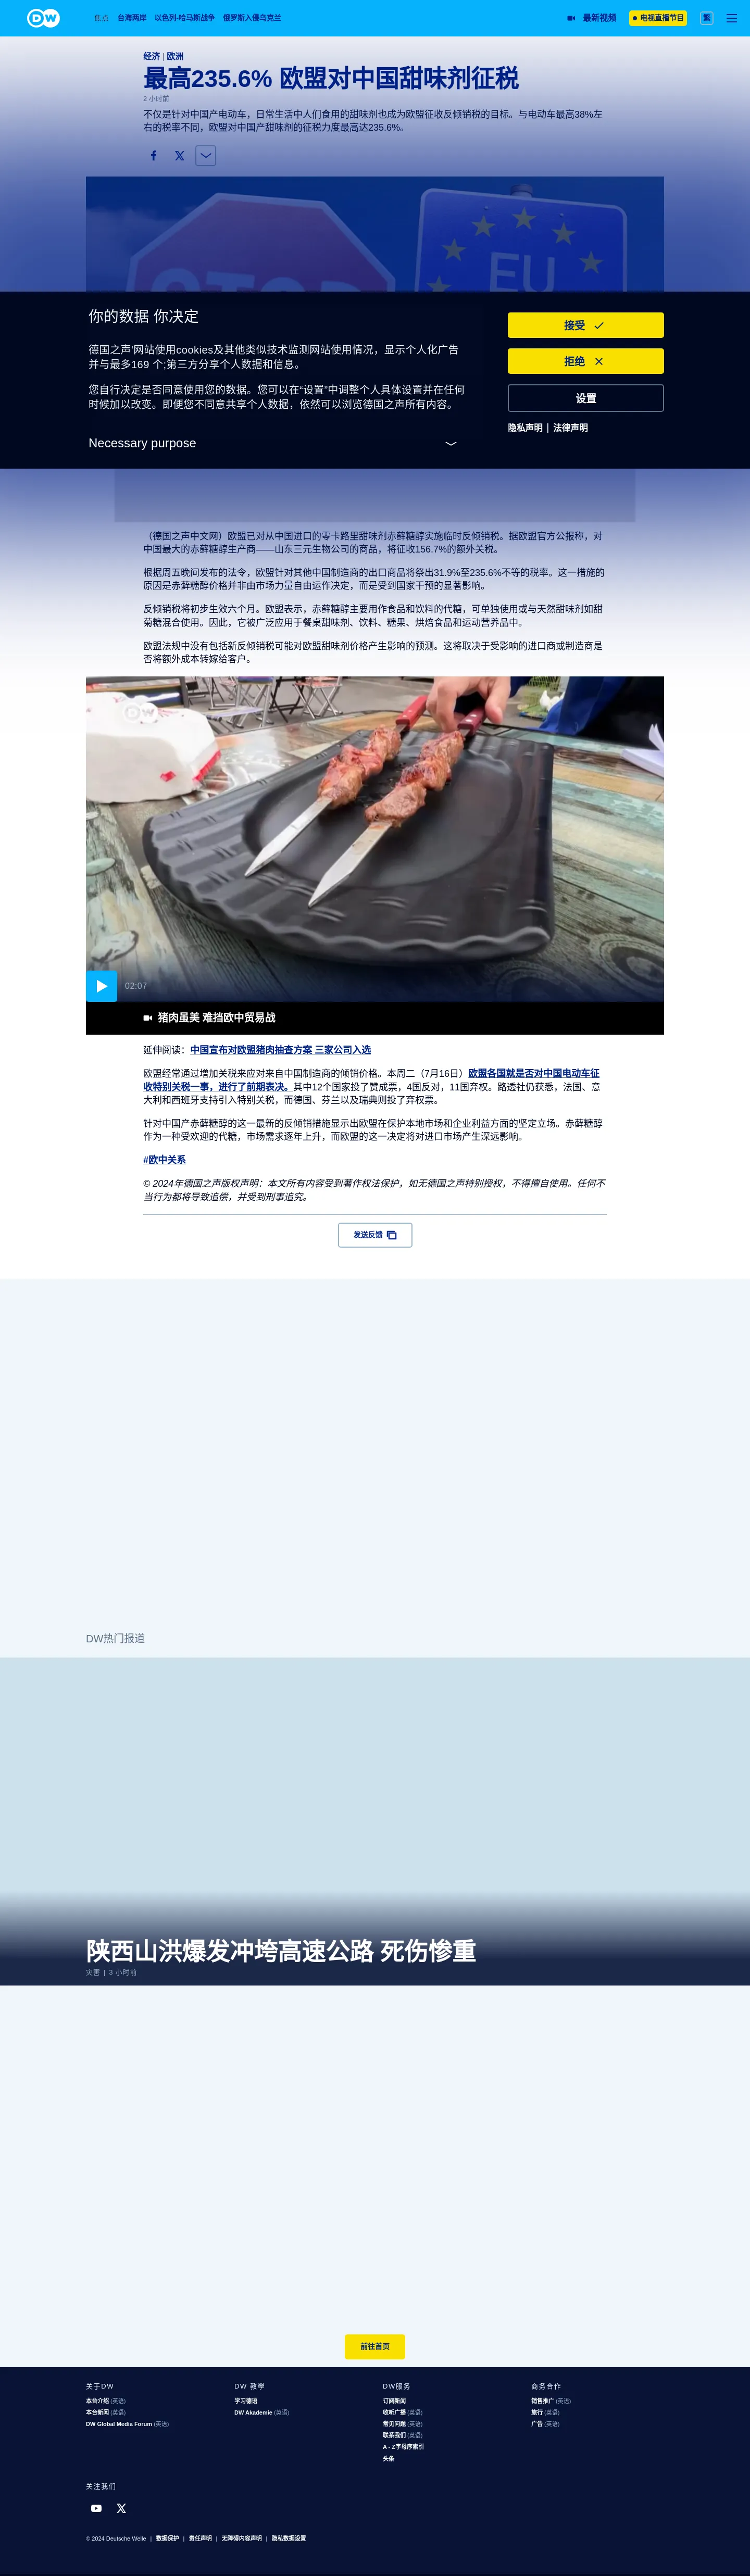 DW
焦点 台海两岸 以色列-哈马斯战争 俄罗斯入侵乌克兰 最新视频 电视直播节目 繁
经济 | 欧洲
最高235.6% 欧盟对中国甜味剂征税
2 小时前
不仅是针对中国产电动车，日常生活中人们食用的甜味剂也成为欧盟征收反倾销税的目标。与电动车最高38%左
右的税率不同，欧盟对中国产甜味剂的征税力度最高达235.6%。
STOP
EU
你的数据 你决定
德国之声'网站使用cookies及其他类似技术监测网站使用情况，显示个人化广告
并与最多169 个;第三方分享个人数据和信息。
您自行决定是否同意使用您的数据。您可以在“设置”中调整个人具体设置并在任何
时候加以改变。即便您不同意共享个人数据，依然可以浏览德国之声所有内容。
Necessary purpose
接受
拒绝
设置
隐私声明 | 法律声明
（德国之声中文网）欧盟已对从中国进口的零卡路里甜味剂赤藓糖醇实施临时反倾销税。据欧盟官方公报称，对
中国最大的赤藓糖醇生产商——山东三元生物公司的商品，将征收156.7%的额外关税。
根据周五晚间发布的法令，欧盟针对其他中国制造商的出口商品将祭出31.9%至235.6%不等的税率。这一措施的
原因是赤藓糖醇价格并非由市场力量自由运作决定，而是受到国家干预的显著影响。
反倾销税将初步生效六个月。欧盟表示，赤藓糖醇主要用作食品和饮料的代糖，可单独使用或与天然甜味剂如甜
菊糖混合使用。因此，它被广泛应用于餐桌甜味剂、饮料、糖果、烘焙食品和运动营养品中。
欧盟法规中没有包括新反倾销税可能对欧盟甜味剂价格产生影响的预测。这将取决于受影响的进口商或制造商是
否将额外成本转嫁给客户。
DW
02:07
猪肉虽美 难挡欧中贸易战
延伸阅读：中国宣布对欧盟猪肉抽查方案 三家公司入选
欧盟经常通过增加关税来应对来自中国制造商的倾销价格。本周二（7月16日）欧盟各国就是否对中国电动车征
收特别关税一事，进行了前期表决。其中12个国家投了赞成票，4国反对，11国弃权。路透社仍获悉，法国、意
大利和西班牙支持引入特别关税，而德国、芬兰以及瑞典则投了弃权票。
针对中国产赤藓糖醇的这一最新的反倾销措施显示出欧盟在保护本地市场和企业利益方面的坚定立场。赤藓糖醇
作为一种受欢迎的代糖，市场需求逐年上升，而欧盟的这一决定将对进口市场产生深远影响。
#欧中关系
© 2024年德国之声版权声明：本文所有内容受到著作权法保护，如无德国之声特别授权，不得擅自使用。任何不
当行为都将导致追偿，并受到刑事追究。
发送反馈
DW热门报道
陕西山洪爆发冲垮高速公路 死伤惨重
灾害 | 3 小时前
前往首页
关于DW
本台介绍 (英语)
本台新闻 (英语)
DW Global Media Forum (英语)
DW 教學
学习德语
DW Akademie (英语)
DW服务
订阅新闻
收听广播 (英语)
常见问题 (英语)
联系我们 (英语)
A - Z字母序索引
头条
商务合作
销售推广 (英语)
旅行 (英语)
广告 (英语)
关注我们
© 2024 Deutsche Welle | 数据保护 | 责任声明 | 无障碍内容声明 | 隐私数据设置